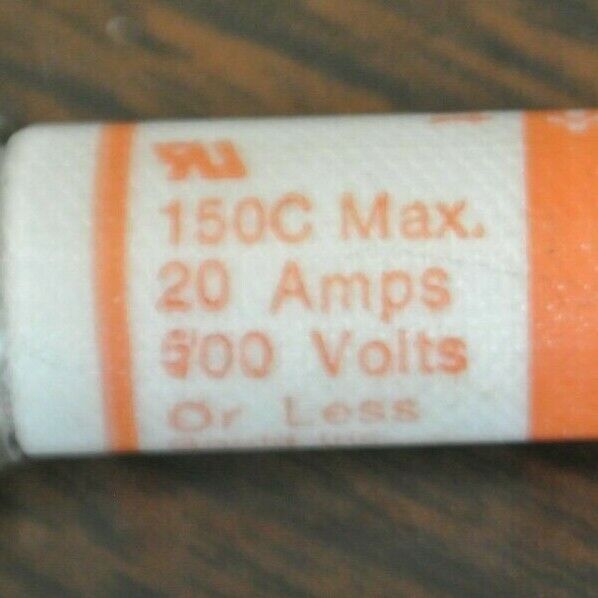 150C Max.
20 Amps
Volts
Or Less